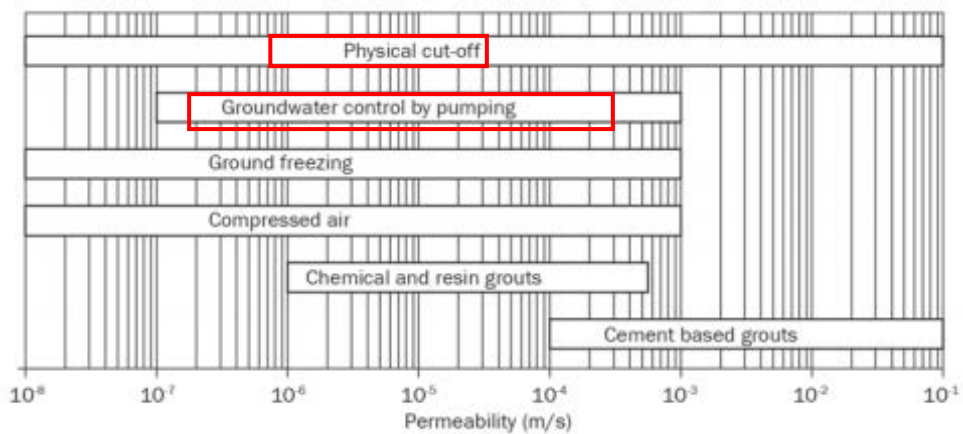 Physical cut-off
Groundwater control by pumping
Ground freezing
Compressed air
Chemical and resin grouts
Cement based grouts
10⁻⁸ 10⁻⁷ 10⁻⁶ 10⁻⁵ 10⁻⁴ 10⁻³ 10⁻² 10⁻¹
Permeability (m/s)